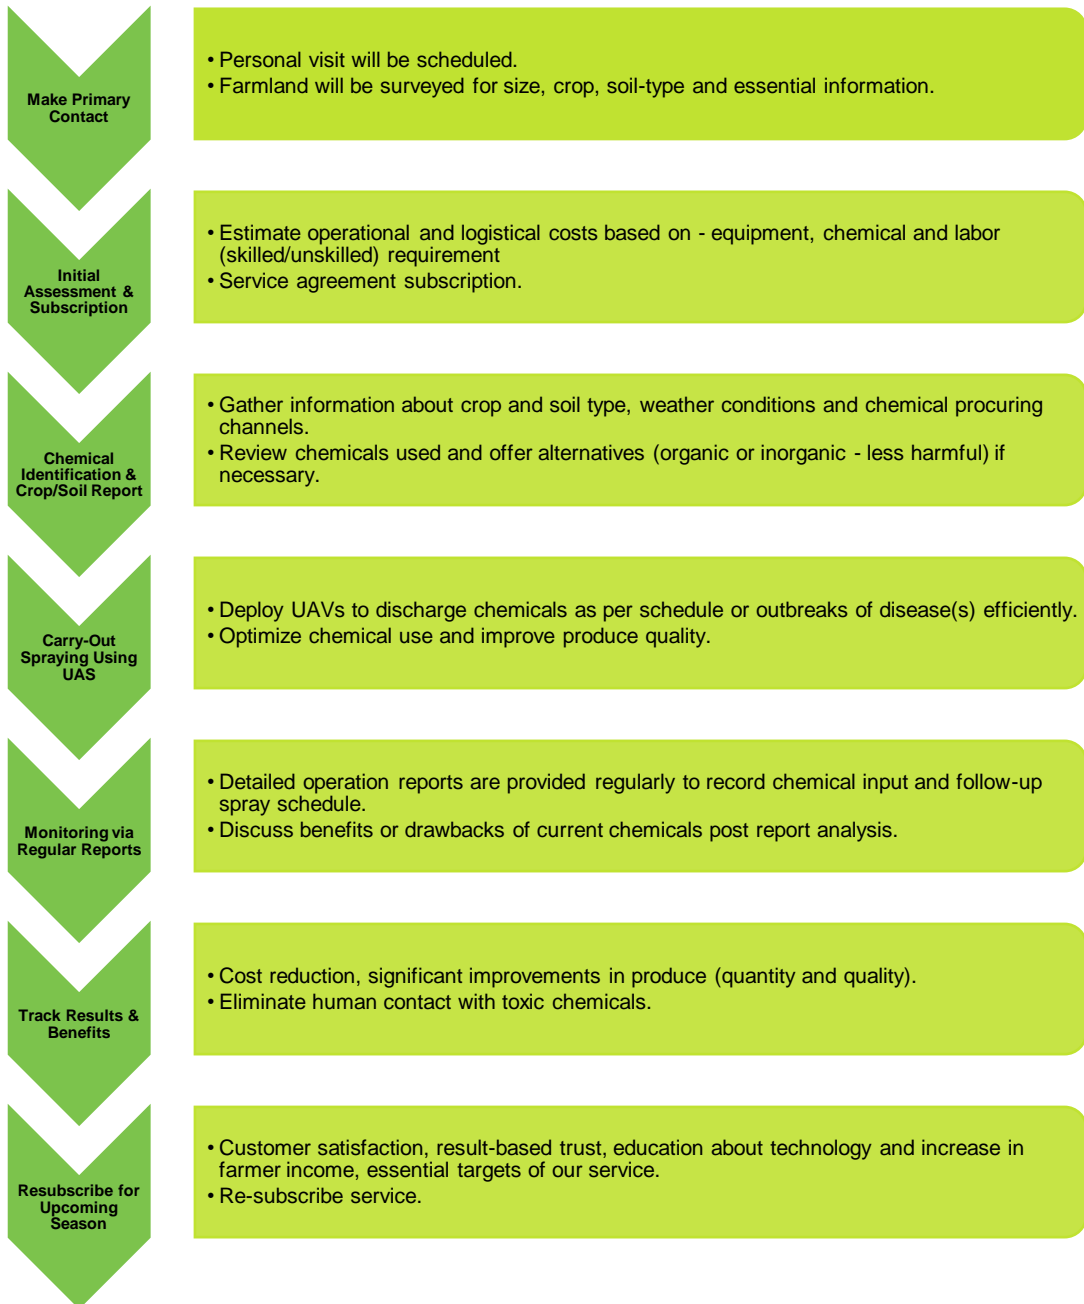 Make Primary
Contact
• Personal visit will be scheduled.
• Farmland will be surveyed for size, crop, soil-type and essential information.
Initial
Assessment &
Subscription
• Estimate operational and logistical costs based on - equipment, chemical and labor
(skilled/unskilled) requirement
• Service agreement subscription.
Chemical
Identification &
Crop/Soil Report
• Gather information about crop and soil type, weather conditions and chemical procuring
channels.
• Review chemicals used and offer alternatives (organic or inorganic - less harmful) if
necessary.
Carry-Out
Spraying Using
UAS
• Deploy UAVs to discharge chemicals as per schedule or outbreaks of disease(s) efficiently.
• Optimize chemical use and improve produce quality.
Monitoring via
Regular Reports
• Detailed operation reports are provided regularly to record chemical input and follow-up
spray schedule.
• Discuss benefits or drawbacks of current chemicals post report analysis.
Track Results &
Benefits
• Cost reduction, significant improvements in produce (quantity and quality).
• Eliminate human contact with toxic chemicals.
Resubscribe for
Upcoming
Season
• Customer satisfaction, result-based trust, education about technology and increase in
farmer income, essential targets of our service.
• Re-subscribe service.